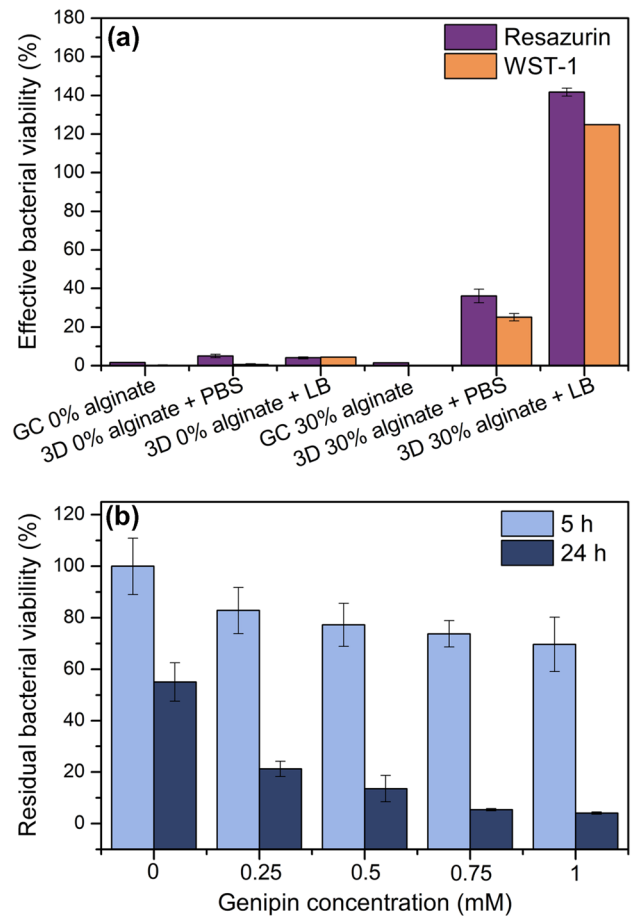 (a)
Resazurin
WST-1
Effective bacterial viability (%)
180
160
140
120
100
80
60
40
20
0
GC 0% alginate
3D 0% alginate + PBS
3D 0% alginate + LB
GC 30% alginate
3D 30% alginate + PBS
3D 30% alginate + LB
(b)
5 h
24 h
Residual bacterial viabiliity (%)
120
100
80
60
40
20
0
0 0.25 0.5 0.75 1
Genipin concentration (mM)